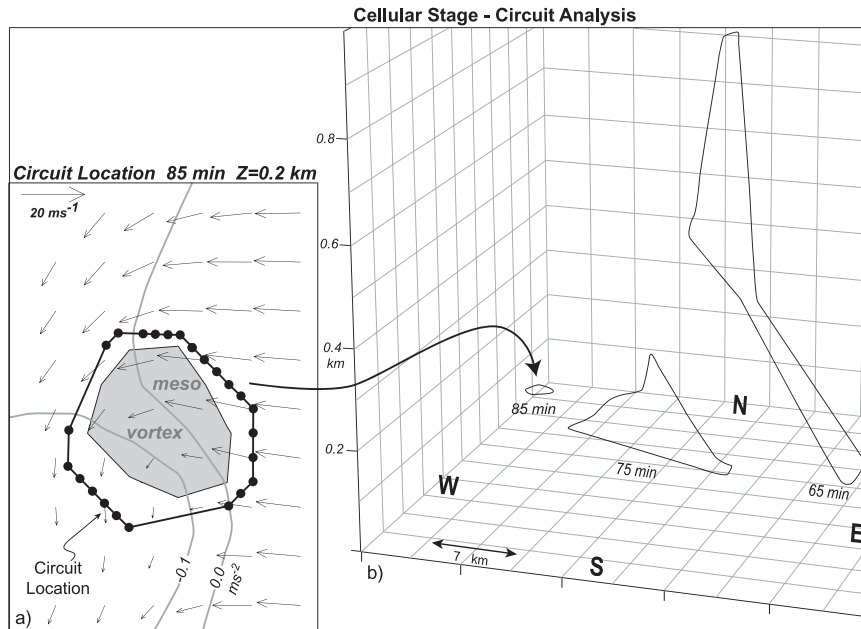 Cellular Stage - Circuit Analysis
Circuit Location 85 min Z=0.2 km
20 ms-1
meso
vortex
Circuit
Location
-0.1
0.0
ms-2
a)
0.8
0.6
0.4
km
0.2
85 min
75 min
65 min
N
W
S
E
7 km
b)